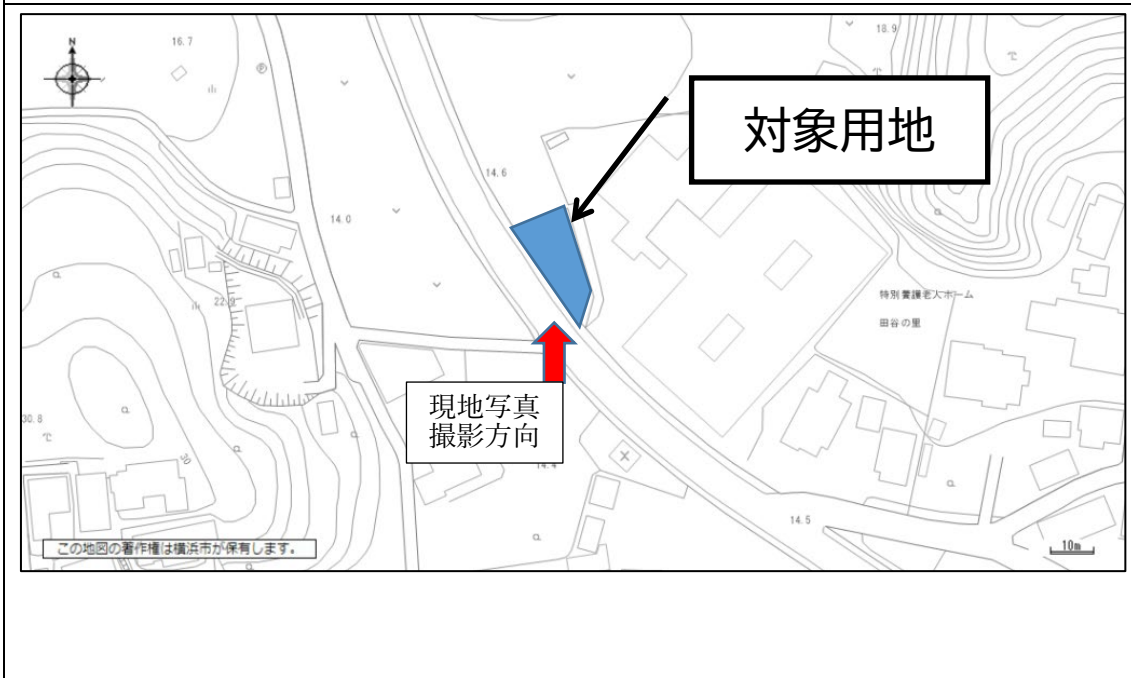 N
16.7
18.9
対象用地
14.6
14.0
特別養護老人ホーム
田谷の里
22.9
現地写真
撮影方向
30.8
30
14.5
この地図の著作権は横浜市が保有します。
10m